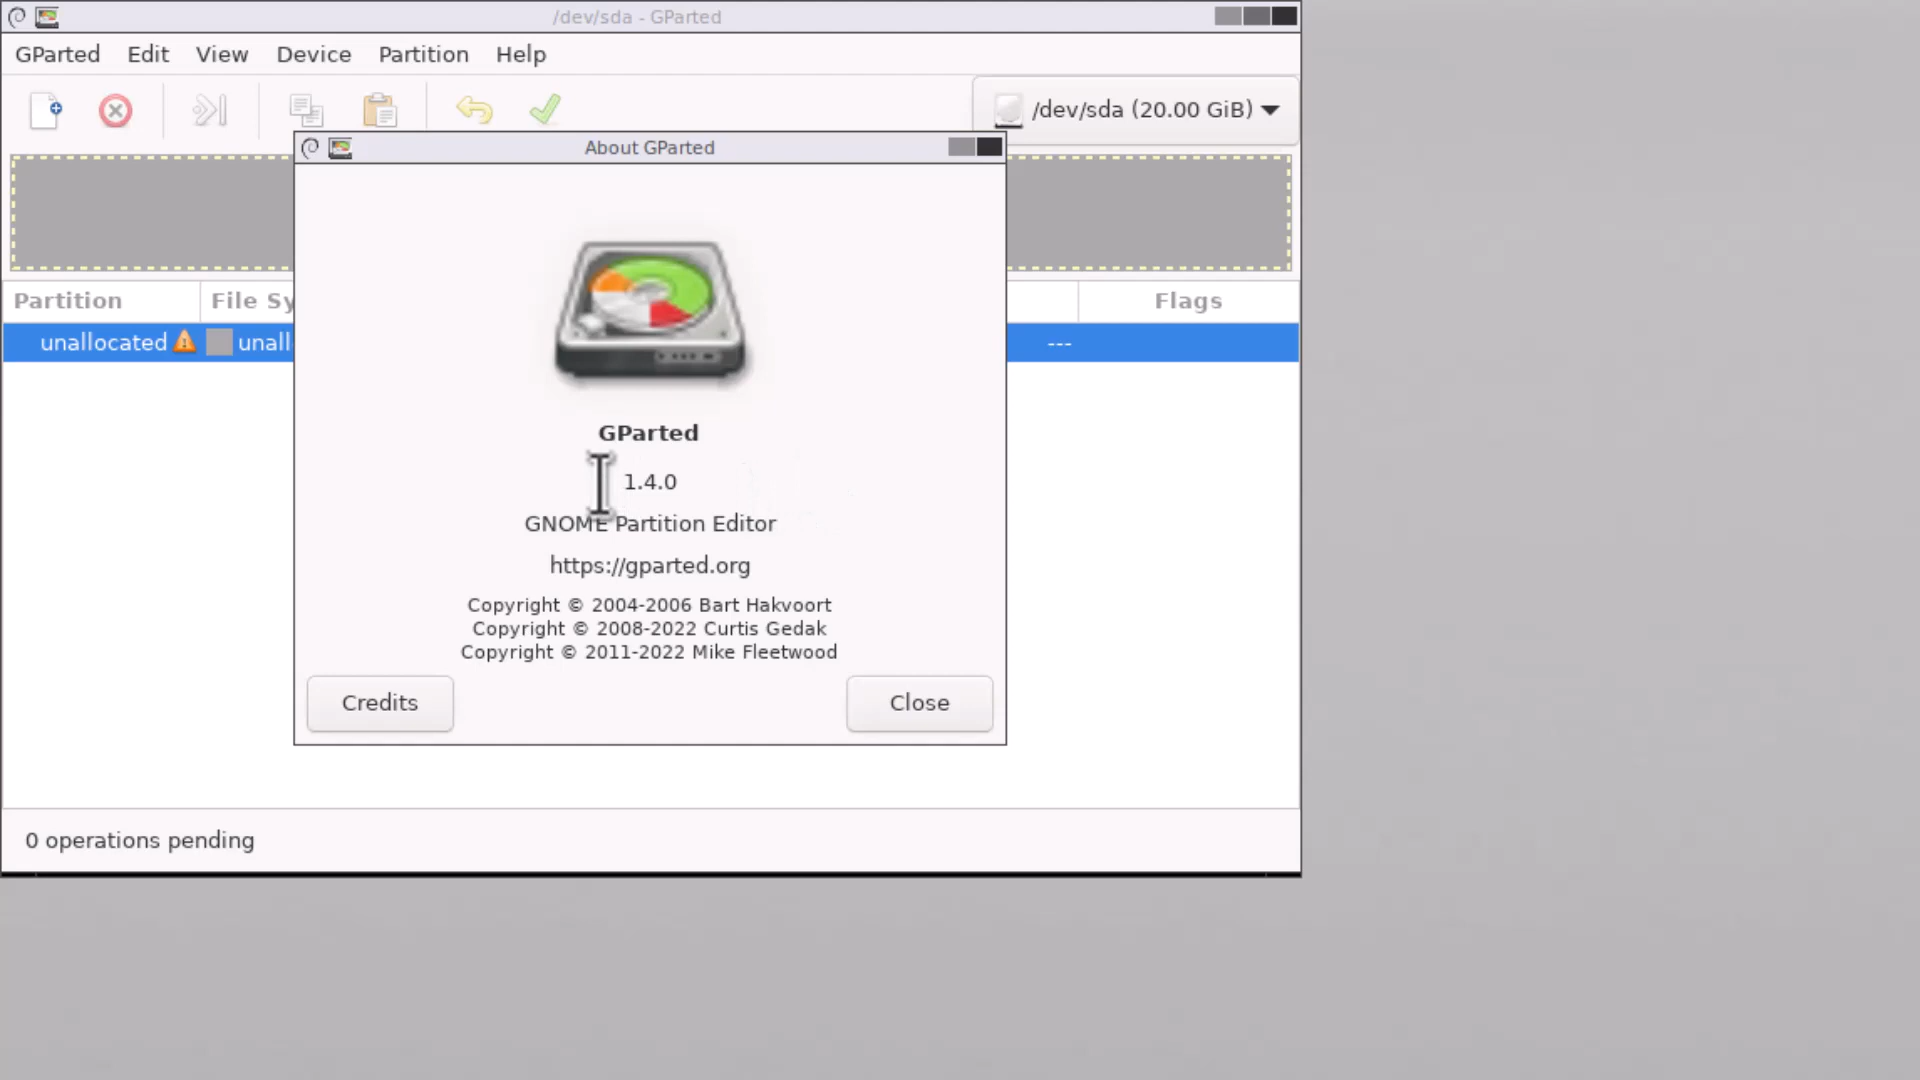 /dev/sda - GParted
GParted Edit View Device Partition Help
/dev/sda (20.00 GiB)
About GParted
Partition File Sy Flags
unallocated unall ---
GParted
1.4.0
GNOME Partition Editor
https://gparted.org
Copyright © 2004-2006 Bart Hakvoort
Copyright © 2008-2022 Curtis Gedak
Copyright © 2011-2022 Mike Fleetwood
Credits Close
0 operations pending